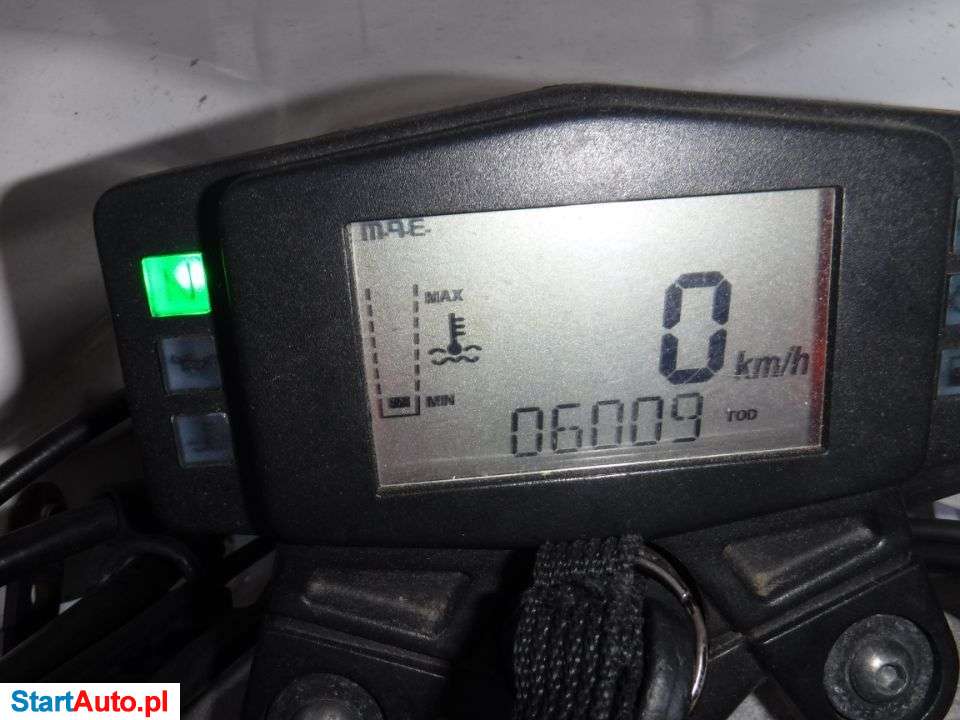 M.A.E.
MAX
0 km/h
MIN
06009 TOD
StartAuto.pl